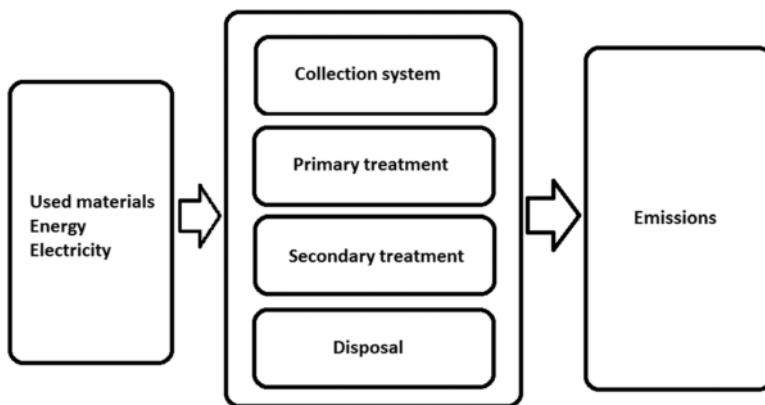 Used materials
Energy
Electricity
Collection system
Primary treatment
Secondary treatment
Disposal
Emissions